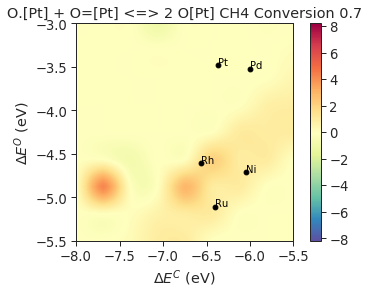 O.[Pt] + O=[Pt] <=> 2 O[Pt] CH4 Conversion 0.7
−3.0
−3.5
−4.0
−4.5
−5.0
−5.5
ΔE^O (eV)
Pt
Pd
Rh
Ni
Ru
−8.0 −7.5 −7.0 −6.5 −6.0 −5.5
ΔE^C (eV)
8
6
4
2
0
−2
−4
−6
−8